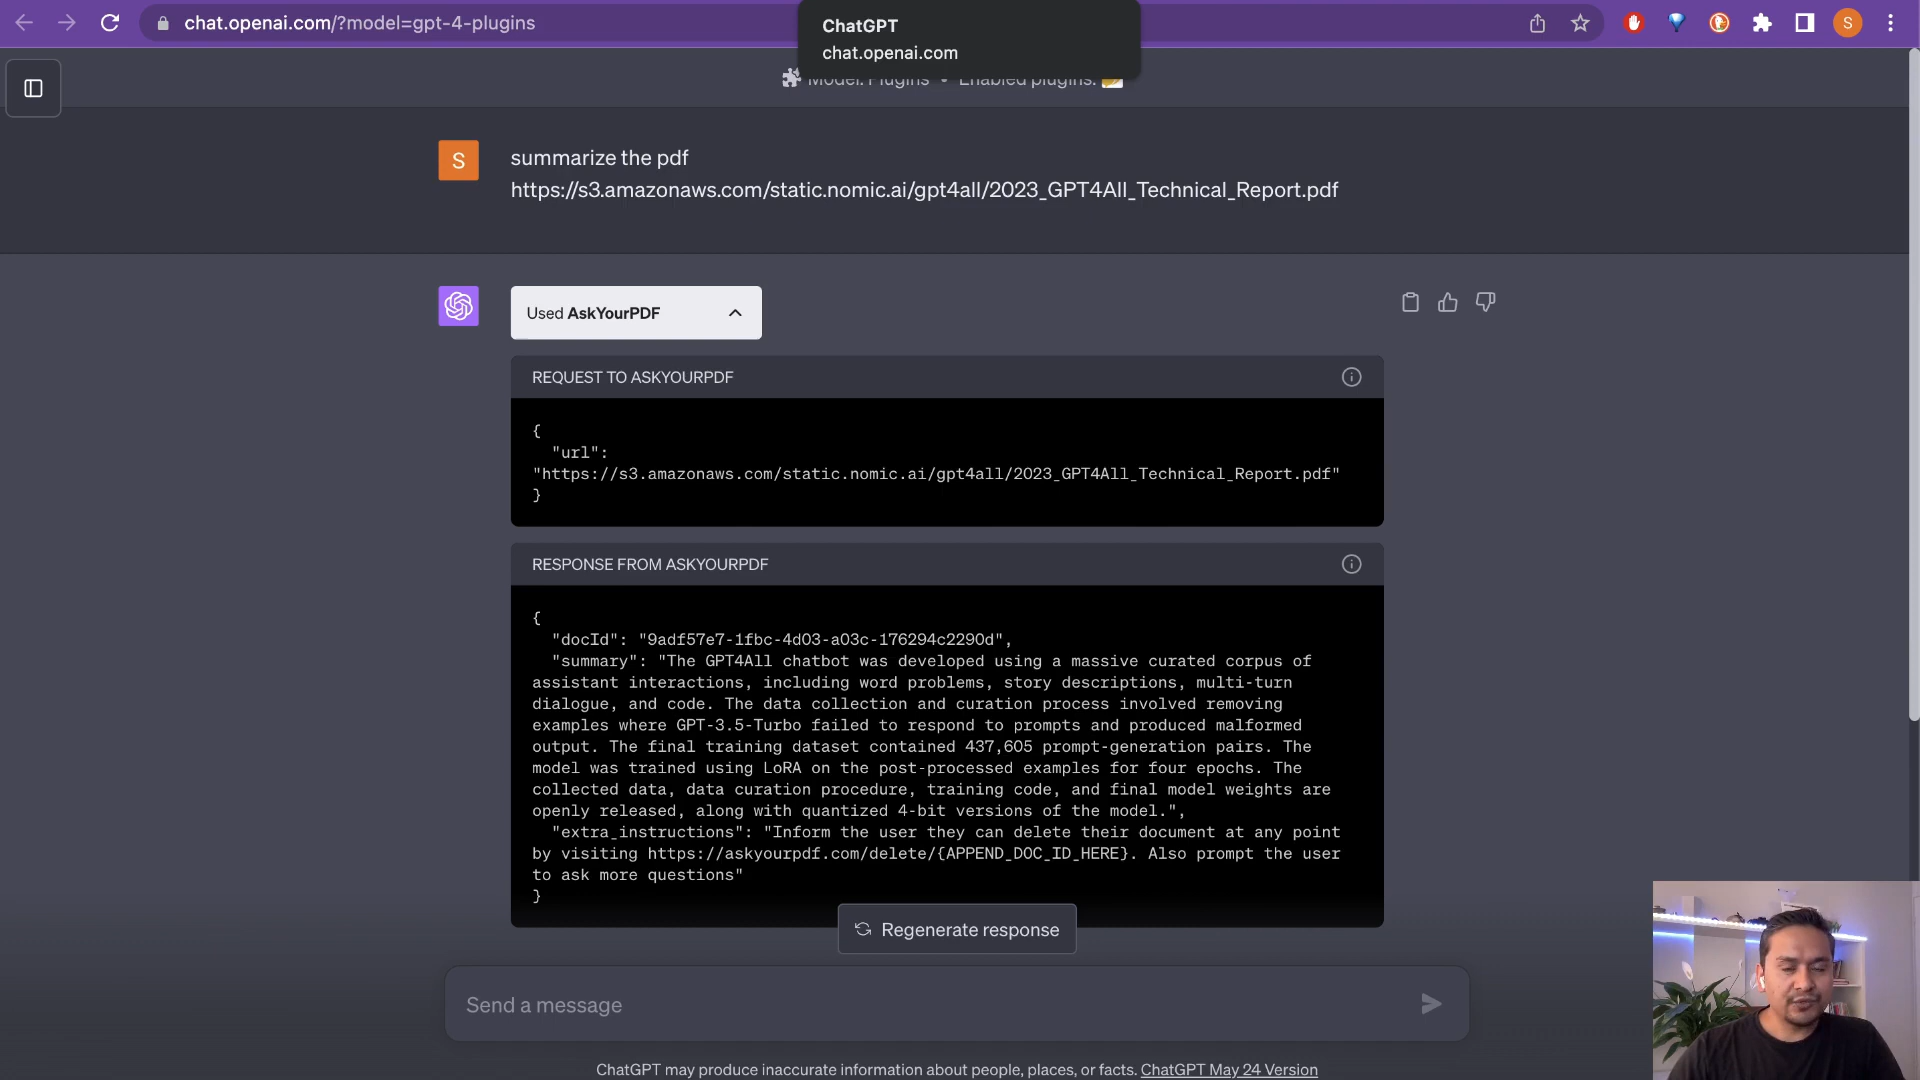 chat.openai.com/?model=gpt-4-plugins
ChatGPT
chat.openai.com
S
Model: Plugins • Enabled plugins:
S
summarize the pdf
https://s3.amazonaws.com/static.nomic.ai/gpt4all/2023_GPT4All_Technical_Report.pdf
Used AskYourPDF
REQUEST TO ASKYOURPDF
{
"url":
"https://s3.amazonaws.com/static.nomic.ai/gpt4all/2023_GPT4All_Technical_Report.pdf"
}
RESPONSE FROM ASKYOURPDF
{
"docId": "9adf57e7-1fbc-4d03-a03c-176294c2290d",
"summary": "The GPT4All chatbot was developed using a massive curated corpus of
assistant interactions, including word problems, story descriptions, multi-turn
dialogue, and code. The data collection and curation process involved removing
examples where GPT-3.5-Turbo failed to respond to prompts and produced malformed
output. The final training dataset contained 437,605 prompt-generation pairs. The
model was trained using LoRA on the post-processed examples for four epochs. The
collected data, data curation procedure, training code, and final model weights are
openly released, along with quantized 4-bit versions of the model.",
"extra_instructions": "Inform the user they can delete their document at any point
by visiting https://askyourpdf.com/delete/{APPEND_DOC_ID_HERE}. Also prompt the user
to ask more questions"
}
Regenerate response
Send a message
ChatGPT may produce inaccurate information about people, places, or facts. ChatGPT May 24 Version